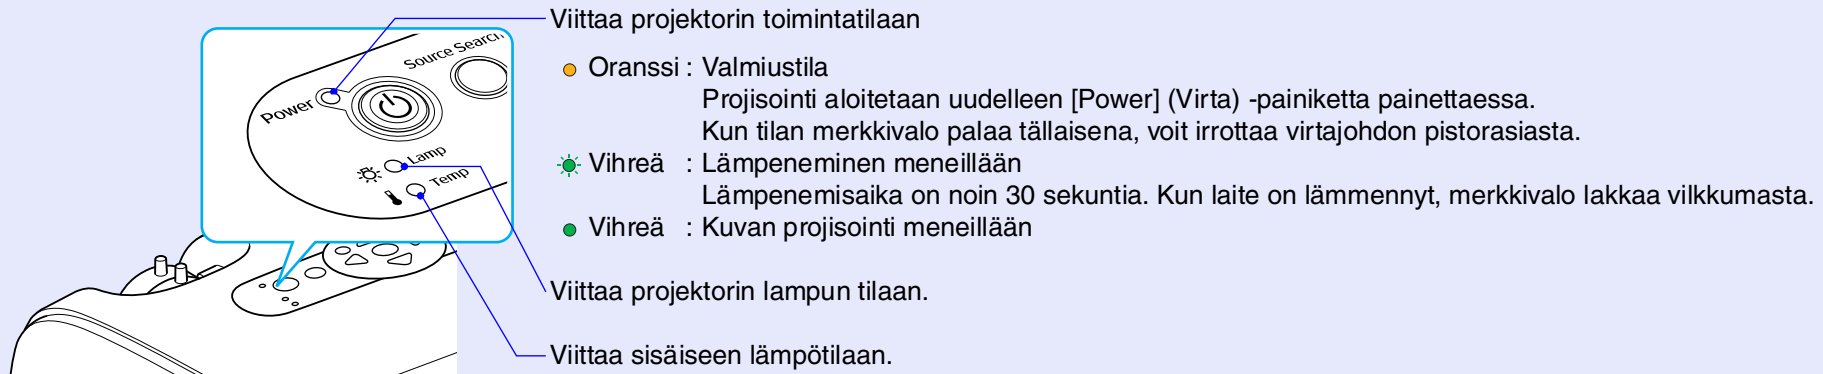 Viittaa projektorin toimintatilaan
Source Search
Power
Lamp
Temp
Oranssi : Valmiustila
Projisointi aloitetaan uudelleen [Power] (Virta) -painiketta painettaessa.
Kun tilan merkkivalo palaa tällaisena, voit irrottaa virtajohdon pistorasiasta.
Vihreä : Lämpeneminen meneillään
Lämpenemisaika on noin 30 sekuntia. Kun laite on lämmennyt, merkkivalo lakkaa vilkkumasta.
Vihreä : Kuvan projisointi meneillään
Viittaa projektorin lampun tilaan.
Viittaa sisäiseen lämpötilaan.